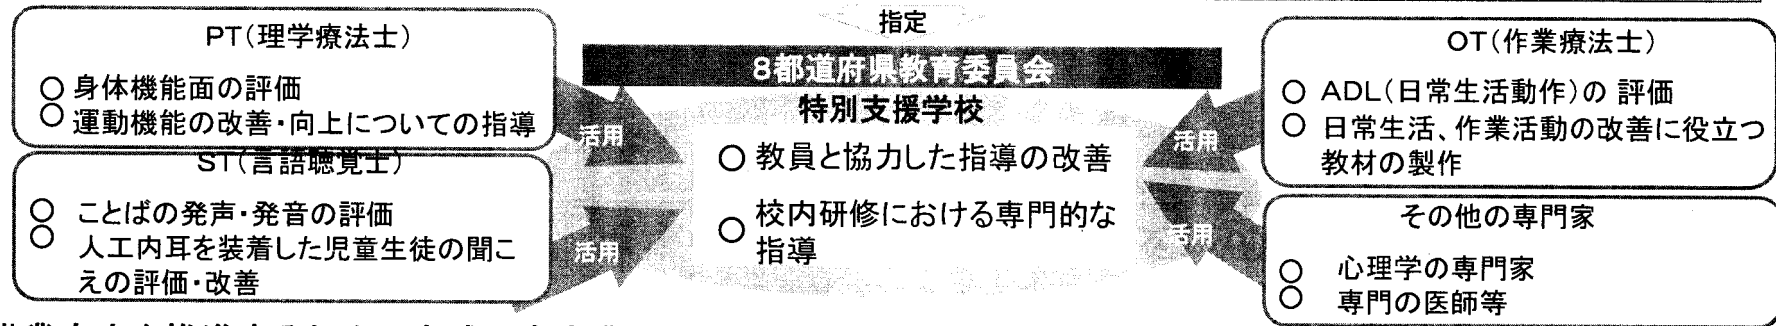 指定
PT(理学療法士)
○ 身体機能面の評価
○ 運動機能の改善・向上についての指導
ST(言語聴覚士)
○ ことばの発声・発音の評価
○ 人工内耳を装着した児童生徒の聞こ
えの評価・改善
活用
活用
8都道府県教育委員会
特別支援学校
○ 教員と協力した指導の改善
○ 校内研修における専門的な
指導
活用
活用
OT(作業療法士)
○ ADL(日常生活動作)の 評価
○ 日常生活、作業活動の改善に役立つ
教材の製作
その他の専門家
○ 心理学の専門家
○ 専門の医師等